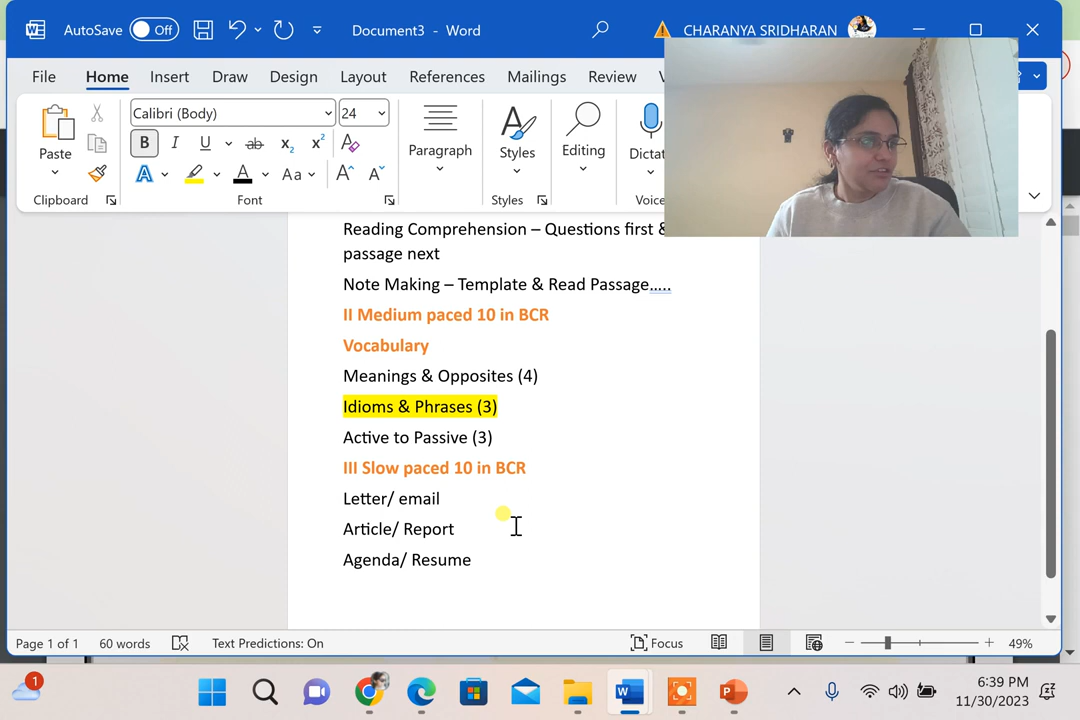 AutoSave Off Document3 - Word CHARANYA SRIDHARAN
File Home Insert Draw Design Layout References Mailings Review
Calibri (Body) 24
Paste Paragraph Styles Editing
Clipboard Font Styles Voice
Reading Comprehension – Questions first &
passage next
Note Making – Template & Read Passage.....
II Medium paced 10 in BCR
Vocabulary
Meanings & Opposites (4)
Idioms & Phrases (3)
Active to Passive (3)
III Slow paced 10 in BCR
Letter/ email
Article/ Report
Agenda/ Resume
Page 1 of 1 60 words Text Predictions: On Focus 49%
1 6:39 PM
11/30/2023